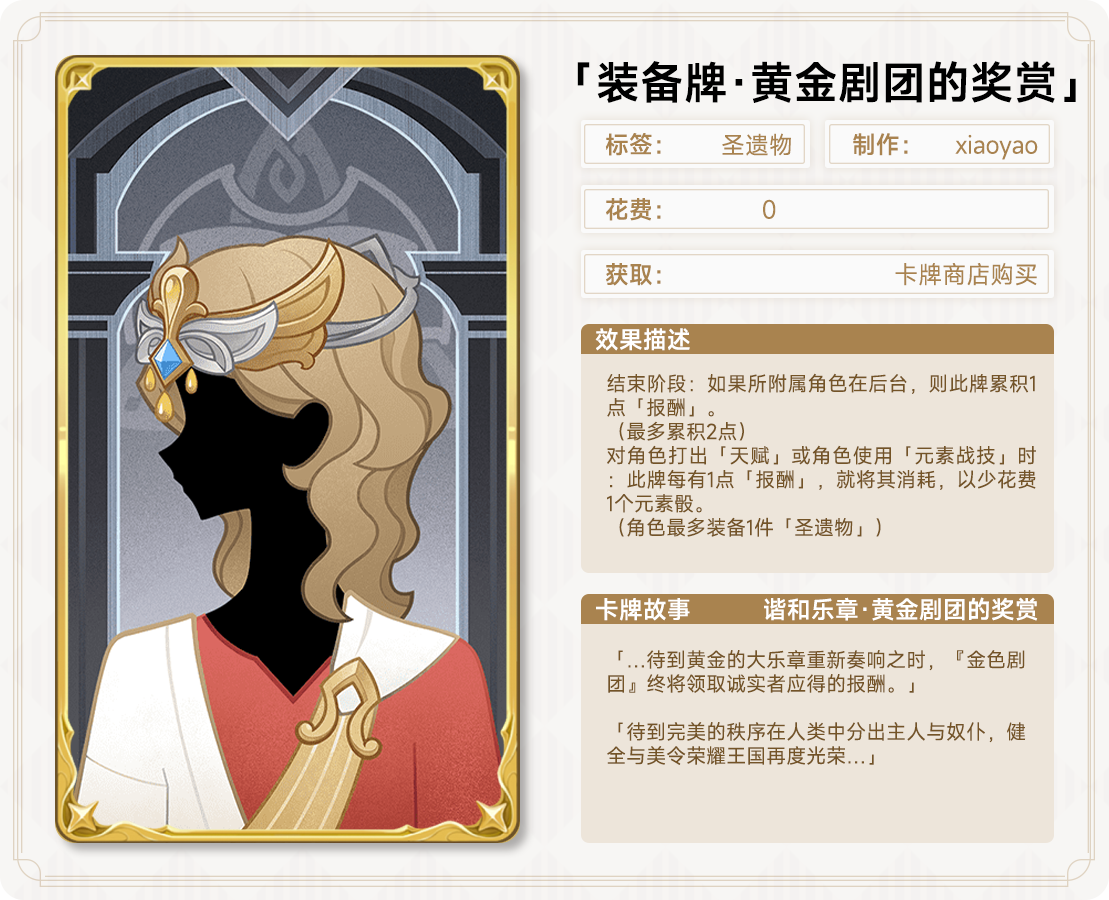 「装备牌·黄金剧团的奖赏」
标签： 圣遗物 制作： xiaoyao
花费： 0
获取： 卡牌商店购买
效果描述
结束阶段：如果所附属角色在后台，则此牌累积1
点「报酬」。
（最多累积2点）
对角色打出「天赋」或角色使用「元素战技」时
：此牌每有1点「报酬」，就将其消耗，以少花费
1个元素骰。
（角色最多装备1件「圣遗物」）
卡牌故事 谐和乐章·黄金剧团的奖赏
「…待到黄金的大乐章重新奏响之时，『金色剧
团』终将领取诚实者应得的报酬。」
「待到完美的秩序在人类中分出主人与奴仆，健
全与美令荣耀王国再度光荣…」